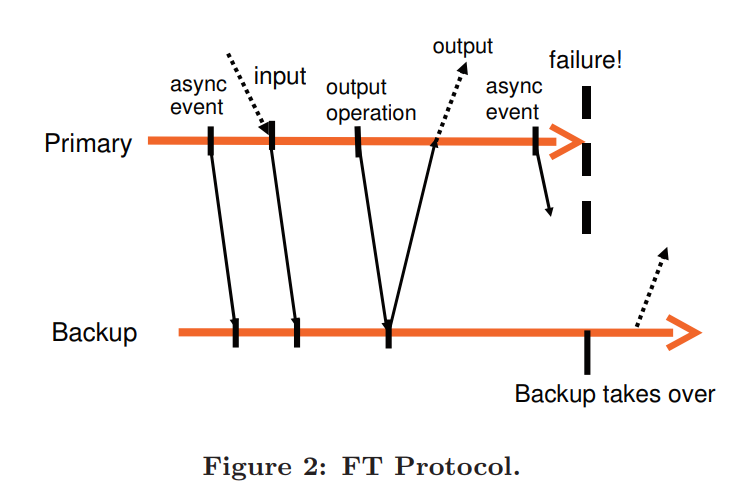 output
failure!
async
event
input
output
operation
async
event
Primary
Backup
Backup takes over
Figure 2: FT Protocol.